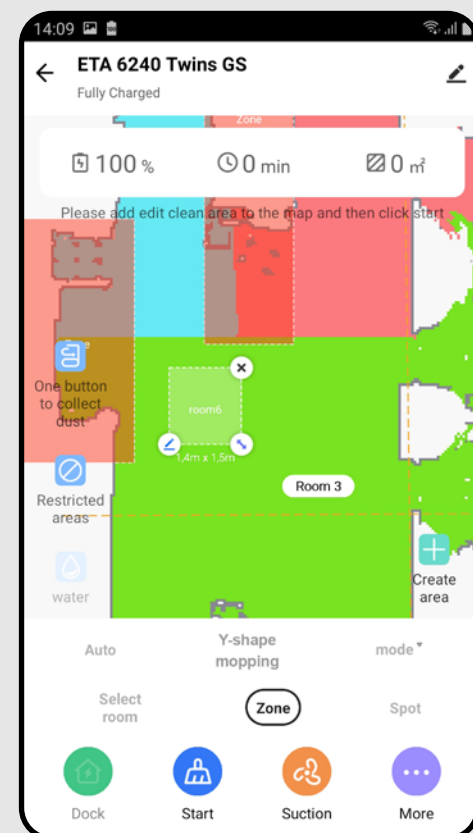 14:09
ETA 6240 Twins GS
Fully Charged
Zone
100 %
0 min
0 ㎡
Please add edit clean area to the map and then click start
One button
to collect
dust
room6
1,4m x 1,5m
Room 3
Restricted
areas
water
Create
area
Auto
Y-shape
mopping
mode
Select
room
Zone
Spot
Dock
Start
Suction
More